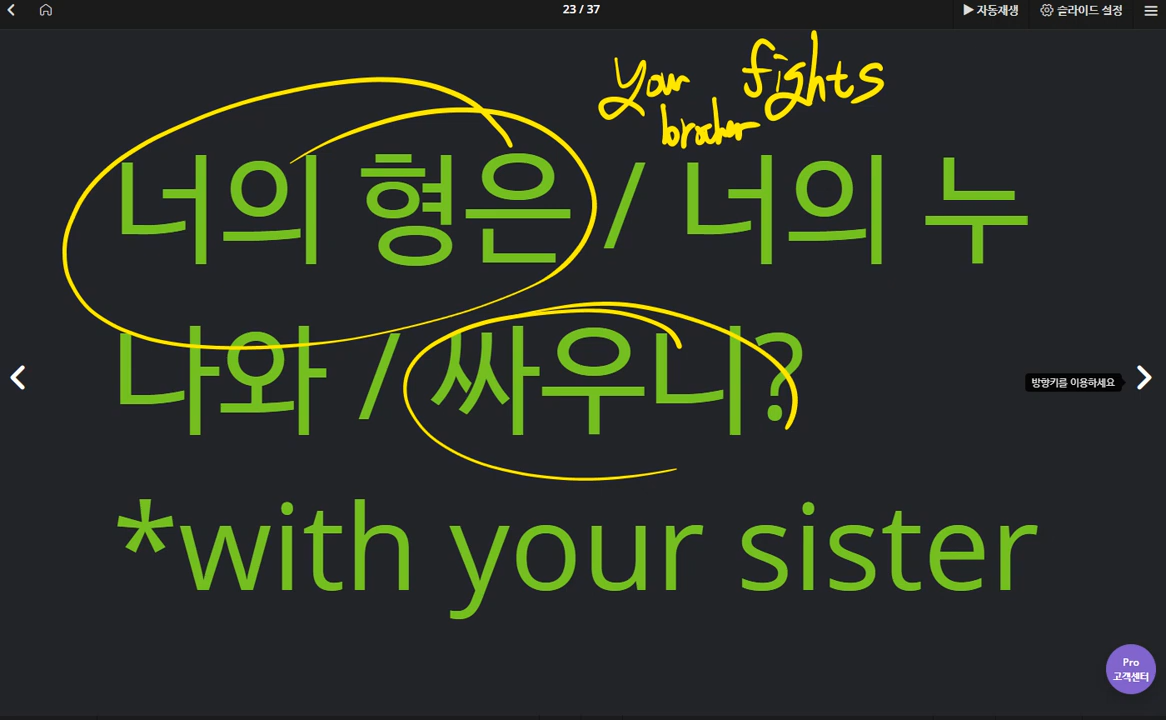 23 / 37
자동재생
슬라이드 설정
your fights
brother
너의 형은 / 너의 누
나와 / 싸우니?
방향키를 이용하세요
*with your sister
Pro
고객센터